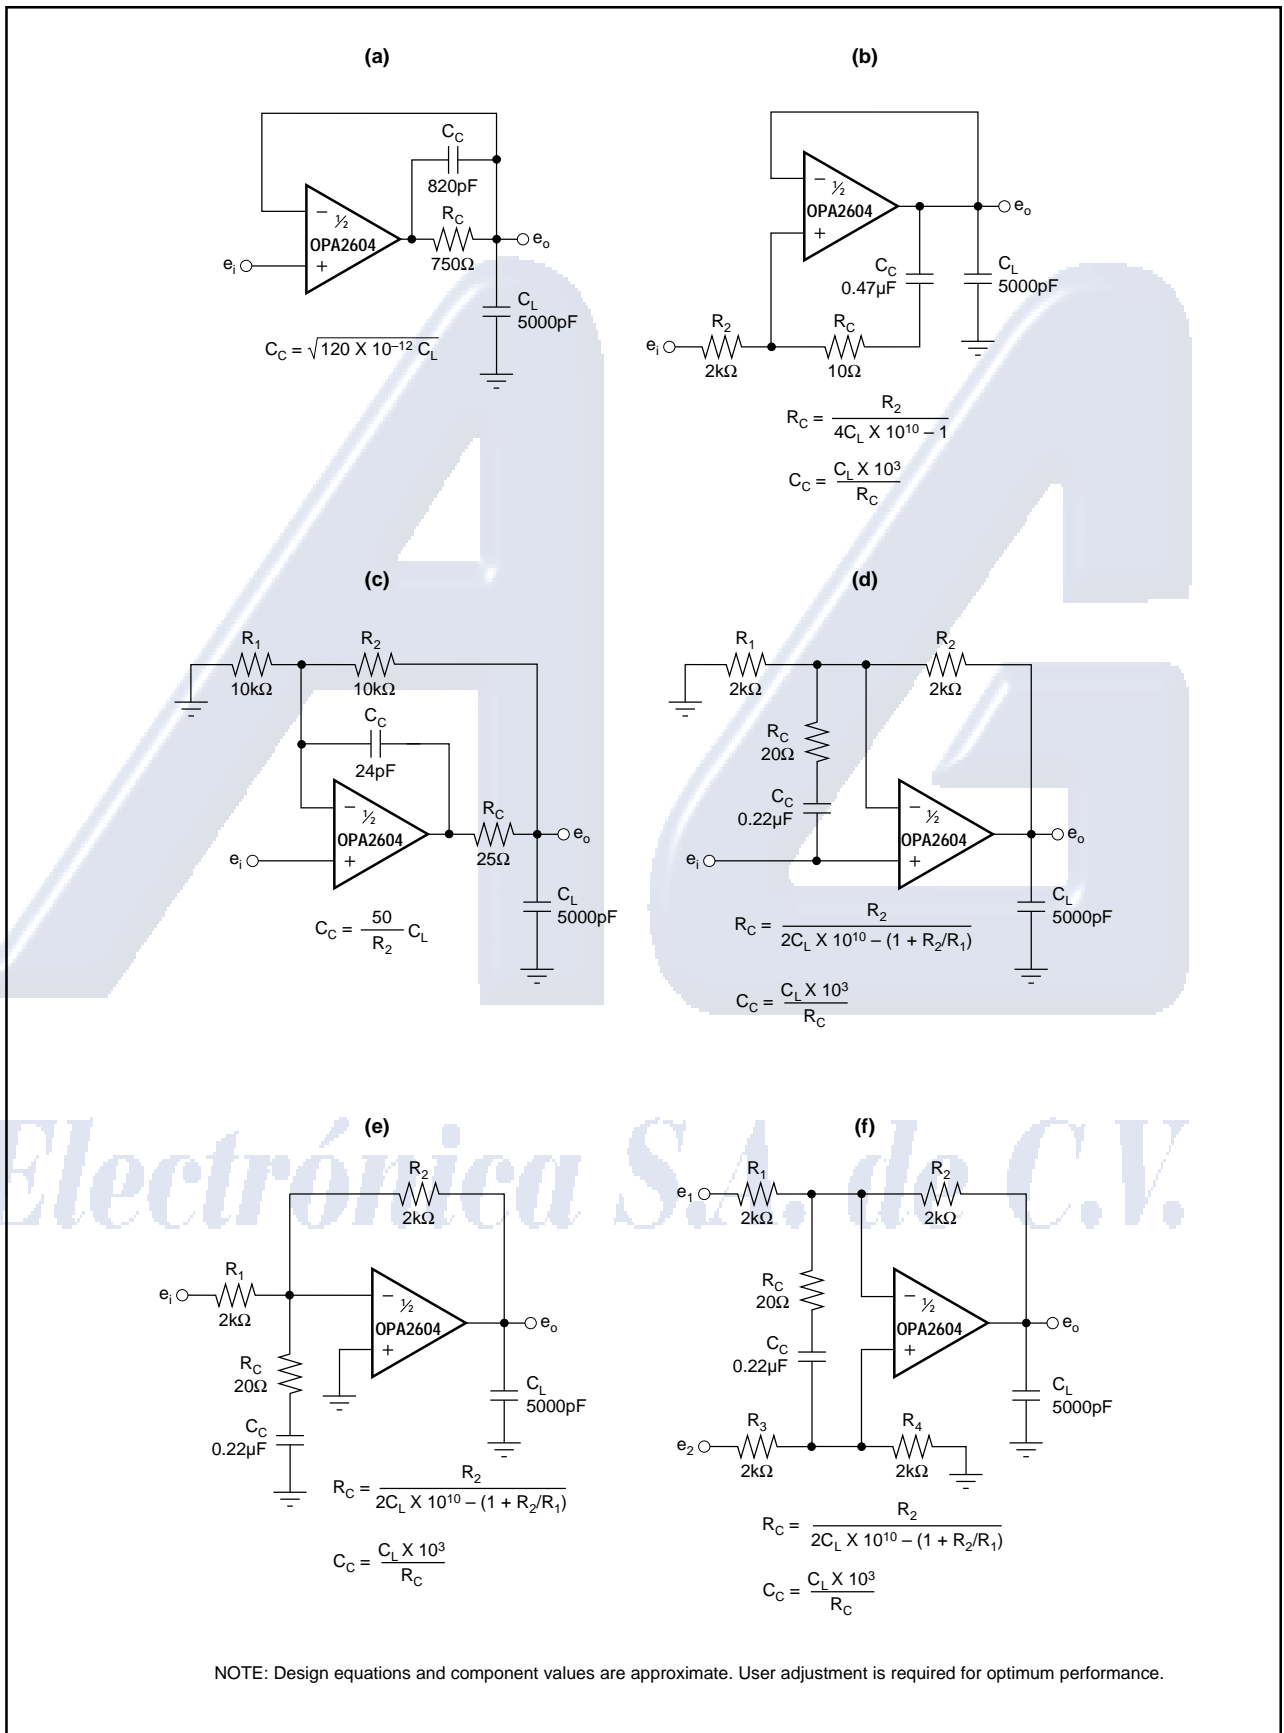 (a)
C_C
820pF
R_C
750Ω
–
½
OPA2604
+
e_i
e_o
C_L
5000pF
C_C = √120 X 10^–12 C_L
(b)
–
½
OPA2604
+
e_o
C_C
0.47µF
C_L
5000pF
R_2
2kΩ
R_C
10Ω
e_i
R_C = R_2 / 4C_L X 10^10 – 1
C_C = C_L X 10^3 / R_C
(c)
R_1
10kΩ
R_2
10kΩ
C_C
24pF
–
½
OPA2604
+
R_C
25Ω
e_i
e_o
C_L
5000pF
C_C = 50 / R_2 C_L
(d)
R_1
2kΩ
R_2
2kΩ
R_C
20Ω
C_C
0.22µF
–
½
OPA2604
+
e_i
e_o
C_L
5000pF
R_C = R_2 / 2C_L X 10^10 – (1 + R_2/R_1)
C_C = C_L X 10^3 / R_C
Electrónica S.A. de C.V.
(e)
R_2
2kΩ
R_1
2kΩ
e_i
–
½
OPA2604
+
e_o
R_C
20Ω
C_C
0.22µF
C_L
5000pF
R_C = R_2 / 2C_L X 10^10 – (1 + R_2/R_1)
C_C = C_L X 10^3 / R_C
(f)
e_1
R_1
2kΩ
R_2
2kΩ
R_C
20Ω
C_C
0.22µF
–
½
OPA2604
+
e_o
C_L
5000pF
e_2
R_3
2kΩ
R_4
2kΩ
R_C = R_2 / 2C_L X 10^10 – (1 + R_2/R_1)
C_C = C_L X 10^3 / R_C
NOTE: Design equations and component values are approximate. User adjustment is required for optimum performance.
AG